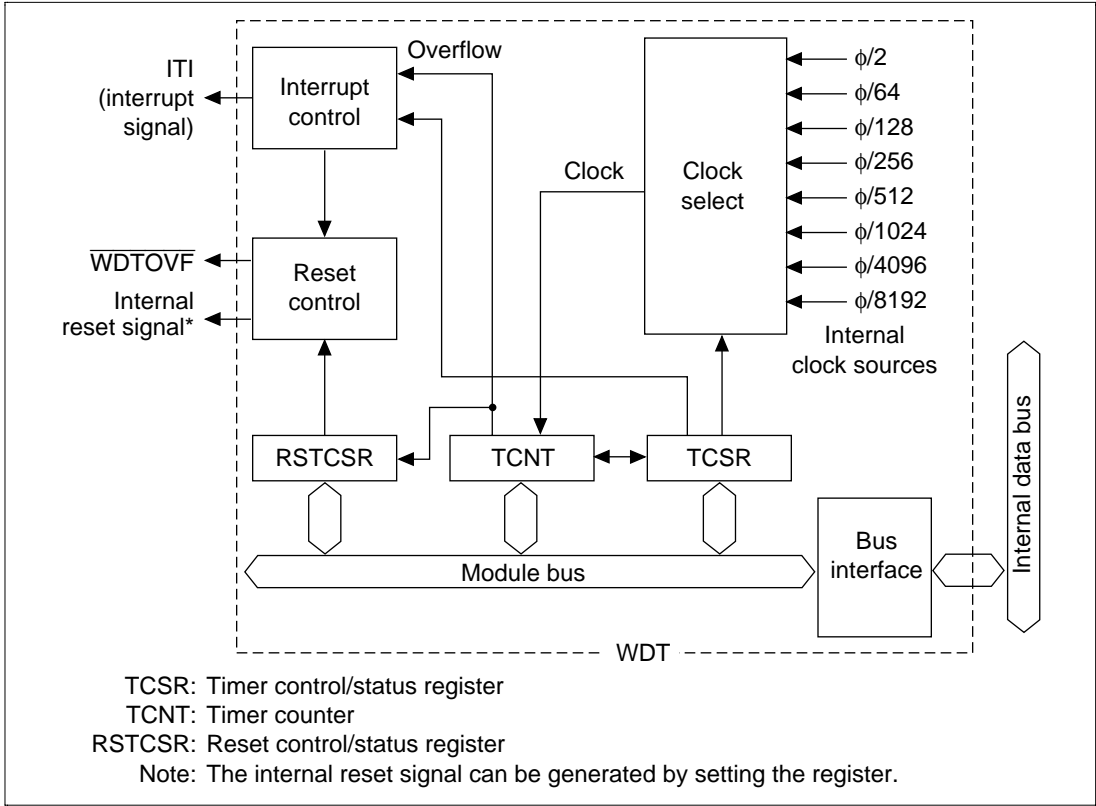 Overflow
ITI
(interrupt
signal)
Interrupt
control
WDTOVF
Internal
reset signal*
Reset
control
Clock
Clock
select
ϕ/2
ϕ/64
ϕ/128
ϕ/256
ϕ/512
ϕ/1024
ϕ/4096
ϕ/8192
Internal
clock sources
RSTCSR
TCNT
TCSR
Module bus
Bus
interface
Internal data bus
WDT
TCSR: Timer control/status register
TCNT: Timer counter
RSTCSR: Reset control/status register
Note: The internal reset signal can be generated by setting the register.